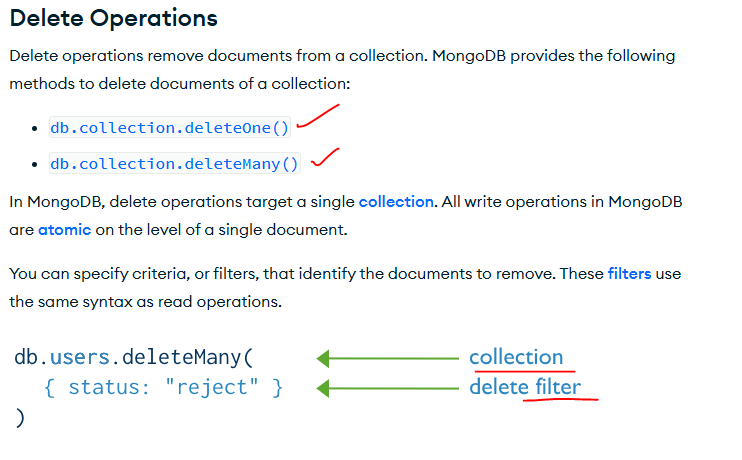 Delete Operations
Delete operations remove documents from a collection. MongoDB provides the following
methods to delete documents of a collection:
• db.collection.deleteOne()
• db.collection.deleteMany()
In MongoDB, delete operations target a single collection. All write operations in MongoDB
are atomic on the level of a single document.
You can specify criteria, or filters, that identify the documents to remove. These filters use
the same syntax as read operations.
db.users.deleteMany( collection
{ status: "reject" } delete filter
)